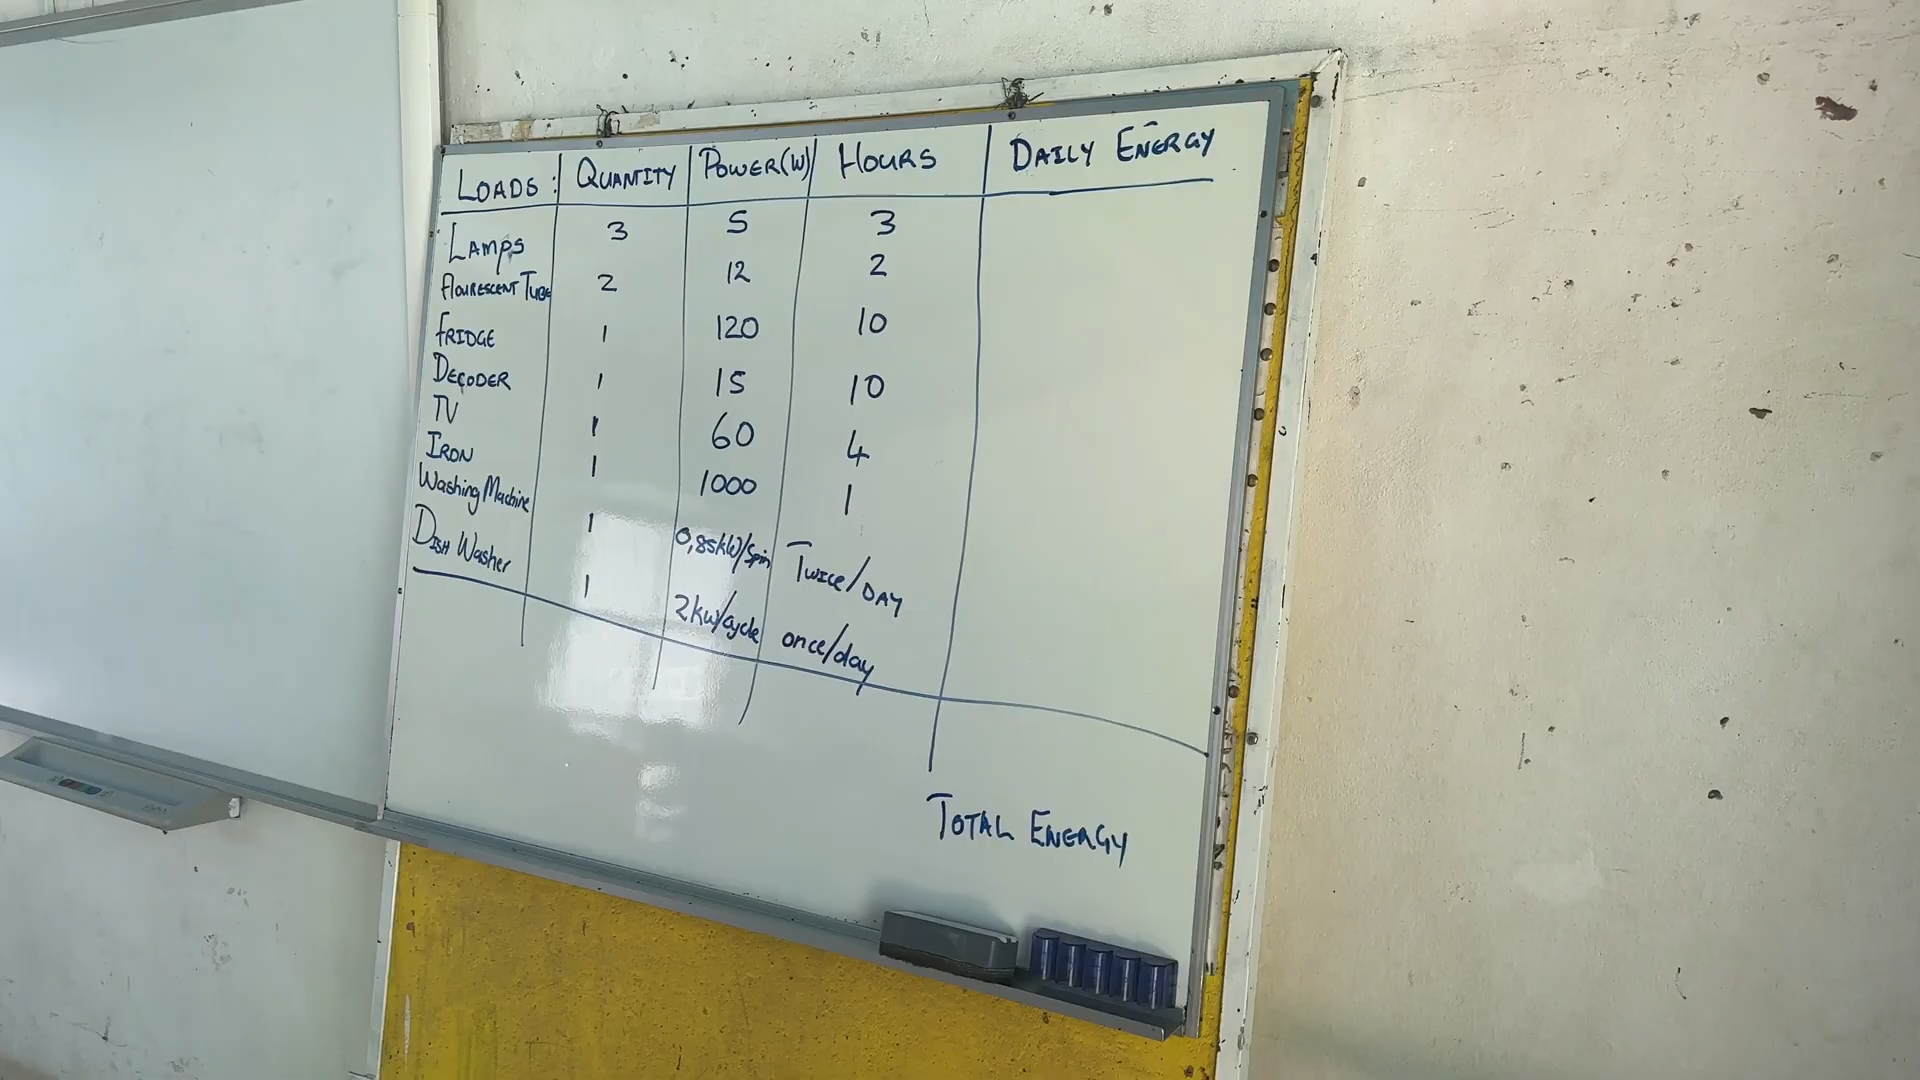 LOADS: QUANTITY POWER(W) HOURS DAILY ENERGY
LAMPS 3 5 3
FLOURESCENT TUBE 2 12 2
FRIDGE 1 120 10
DECODER 1 15 10
TV 1 60 4
IRON 1 1000 1
Washing Machine 1 0,85kW/Spin TWICE/DAY
DISH Washer 1 2kW/cycle once/day
TOTAL ENERGY